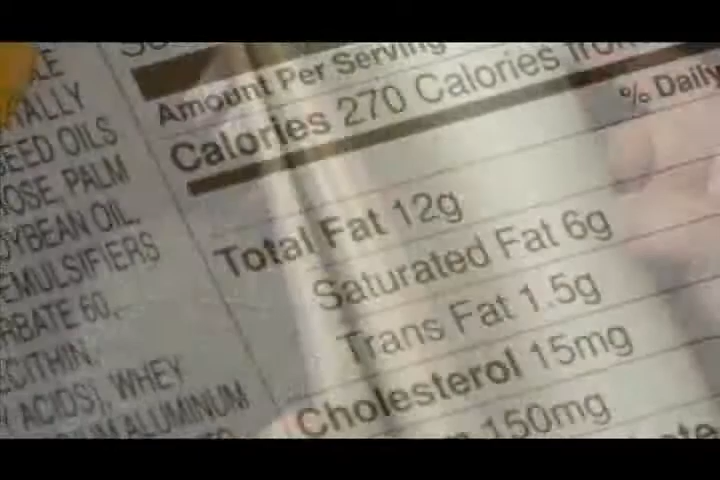 RALLY
SEED OILS
OSE, PALM
OYBEAN OIL,
EMULSIFIERS
RBATE 60,
ECITHIN,
ACIDS), WHEY
ALUMINUM
Amount Per Serving
Calories 270 Calories from
% Daily
Total Fat 12g
Saturated Fat 6g
Trans Fat 1.5g
Cholesterol 15mg
150mg